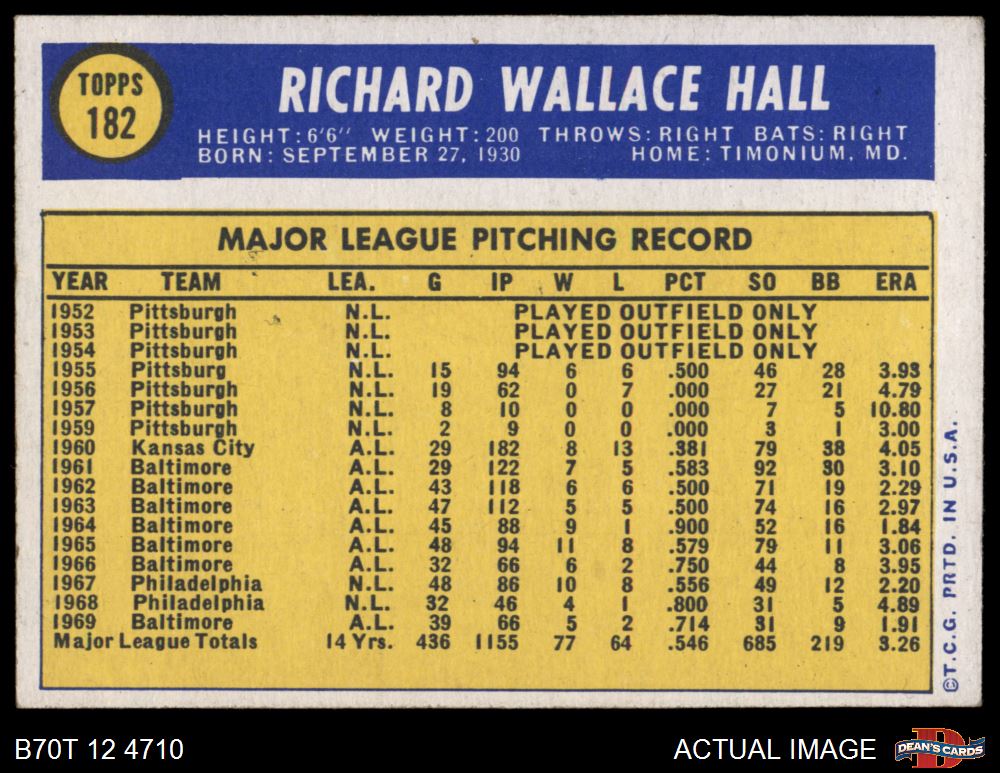 TOPPS
182
RICHARD WALLACE HALL
HEIGHT: 6'6" WEIGHT: 200 THROWS: RIGHT BATS: RIGHT
BORN: SEPTEMBER 27, 1930 HOME: TIMONIUM, MD.
MAJOR LEAGUE PITCHING RECORD
YEAR TEAM LEA. G IP W L PCT SO BB ERA
1952 Pittsburgh N.L. PLAYED OUTFIELD ONLY
1953 Pittsburgh N.L. PLAYED OUTFIELD ONLY
1954 Pittsburgh N.L. PLAYED OUTFIELD ONLY
1955 Pittsburg N.L. 15 94 6 6 .500 46 28 3.93
1956 Pittsburgh N.L. 19 62 0 7 .000 27 21 4.79
1957 Pittsburgh N.L. 8 10 0 0 .000 7 5 10.80
1959 Pittsburgh N.L. 2 9 0 0 .000 3 1 3.00
1960 Kansas City A.L. 29 182 8 13 .381 79 38 4.05
1961 Baltimore A.L. 29 122 7 5 .583 92 30 3.10
1962 Baltimore A.L. 43 118 6 6 .500 71 19 2.29
1963 Baltimore A.L. 47 112 5 5 .500 74 16 2.97
1964 Baltimore A.L. 45 88 9 1 .900 52 16 1.84
1965 Baltimore A.L. 48 94 11 8 .579 79 11 3.06
1966 Baltimore A.L. 32 66 6 2 .750 44 8 3.95
1967 Philadelphia N.L. 48 86 10 8 .556 49 12 2.20
1968 Philadelphia N.L. 32 46 4 1 .800 31 5 4.89
1969 Baltimore A.L. 39 66 5 2 .714 31 9 1.91
Major League Totals 14 Yrs. 436 1155 77 64 .546 685 219 3.26
©T.C.G. PRTD. IN U.S.A.
B70T 12 4710 ACTUAL IMAGE
DEAN'S CARDS